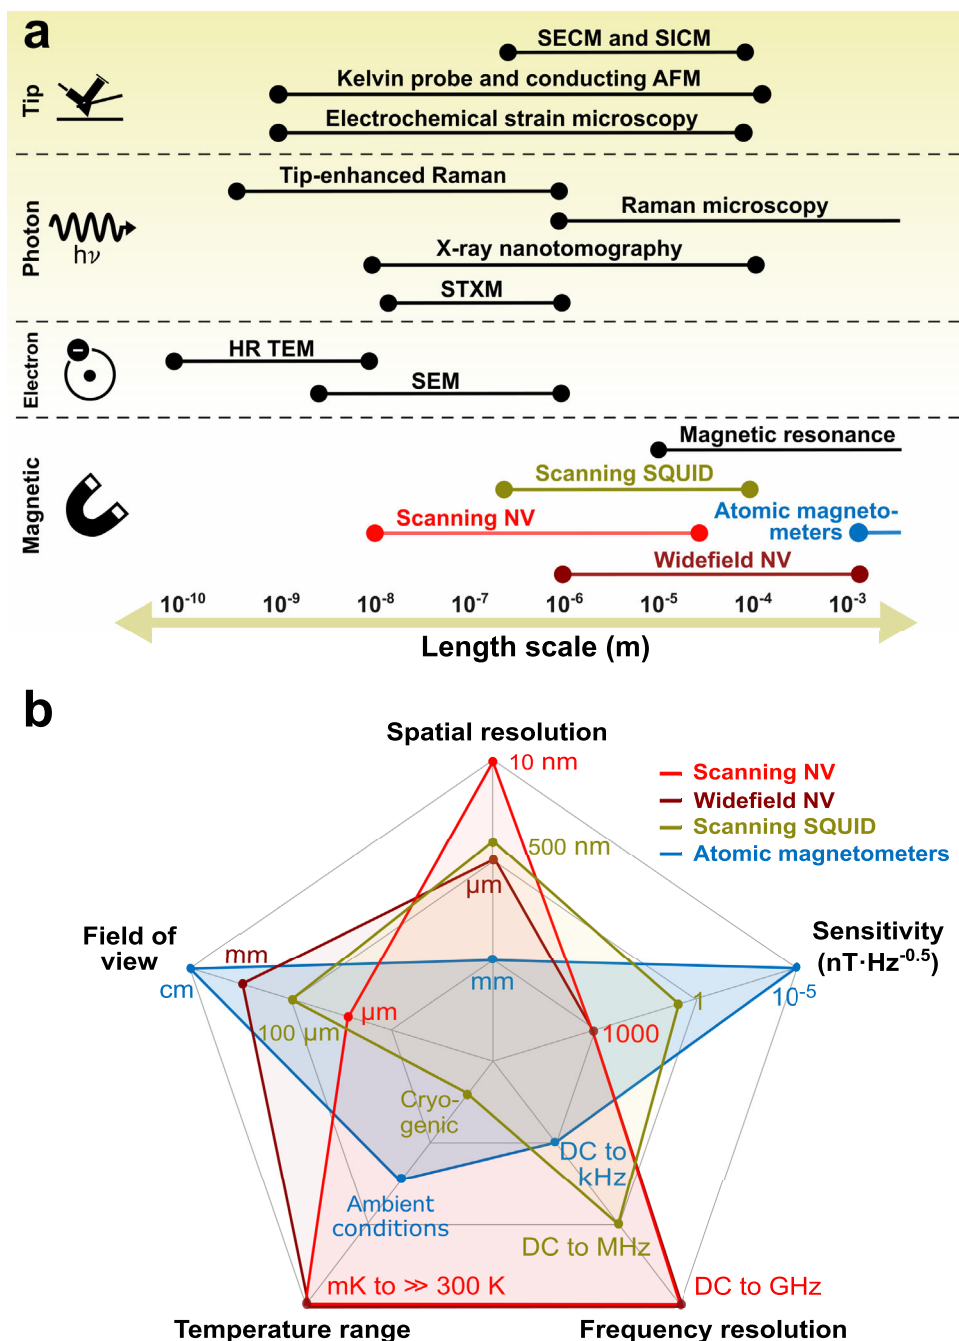 a
Tip
SECM and SICM
Kelvin probe and conducting AFM
Electrochemical strain microscopy
Photon
hν
Tip-enhanced Raman
Raman microscopy
X-ray nanotomography
STXM
Electron
HR TEM
SEM
Magnetic
Magnetic resonance
Scanning SQUID
Scanning NV
Atomic magneto-
meters
Widefield NV
10-10 10-9 10-8 10-7 10-6 10-5 10-4 10-3
Length scale (m)
b
Spatial resolution
10 nm
Scanning NV
Widefield NV
Scanning SQUID
Atomic magnetometers
500 nm
µm
Field of
view
mm
cm
100 µm
µm
mm
Sensitivity
(nT·Hz-0.5)
10-5
1
1000
Cryo-
genic
DC to
kHz
Ambient
conditions
DC to MHz
mK to >> 300 K
DC to GHz
Temperature range
Frequency resolution